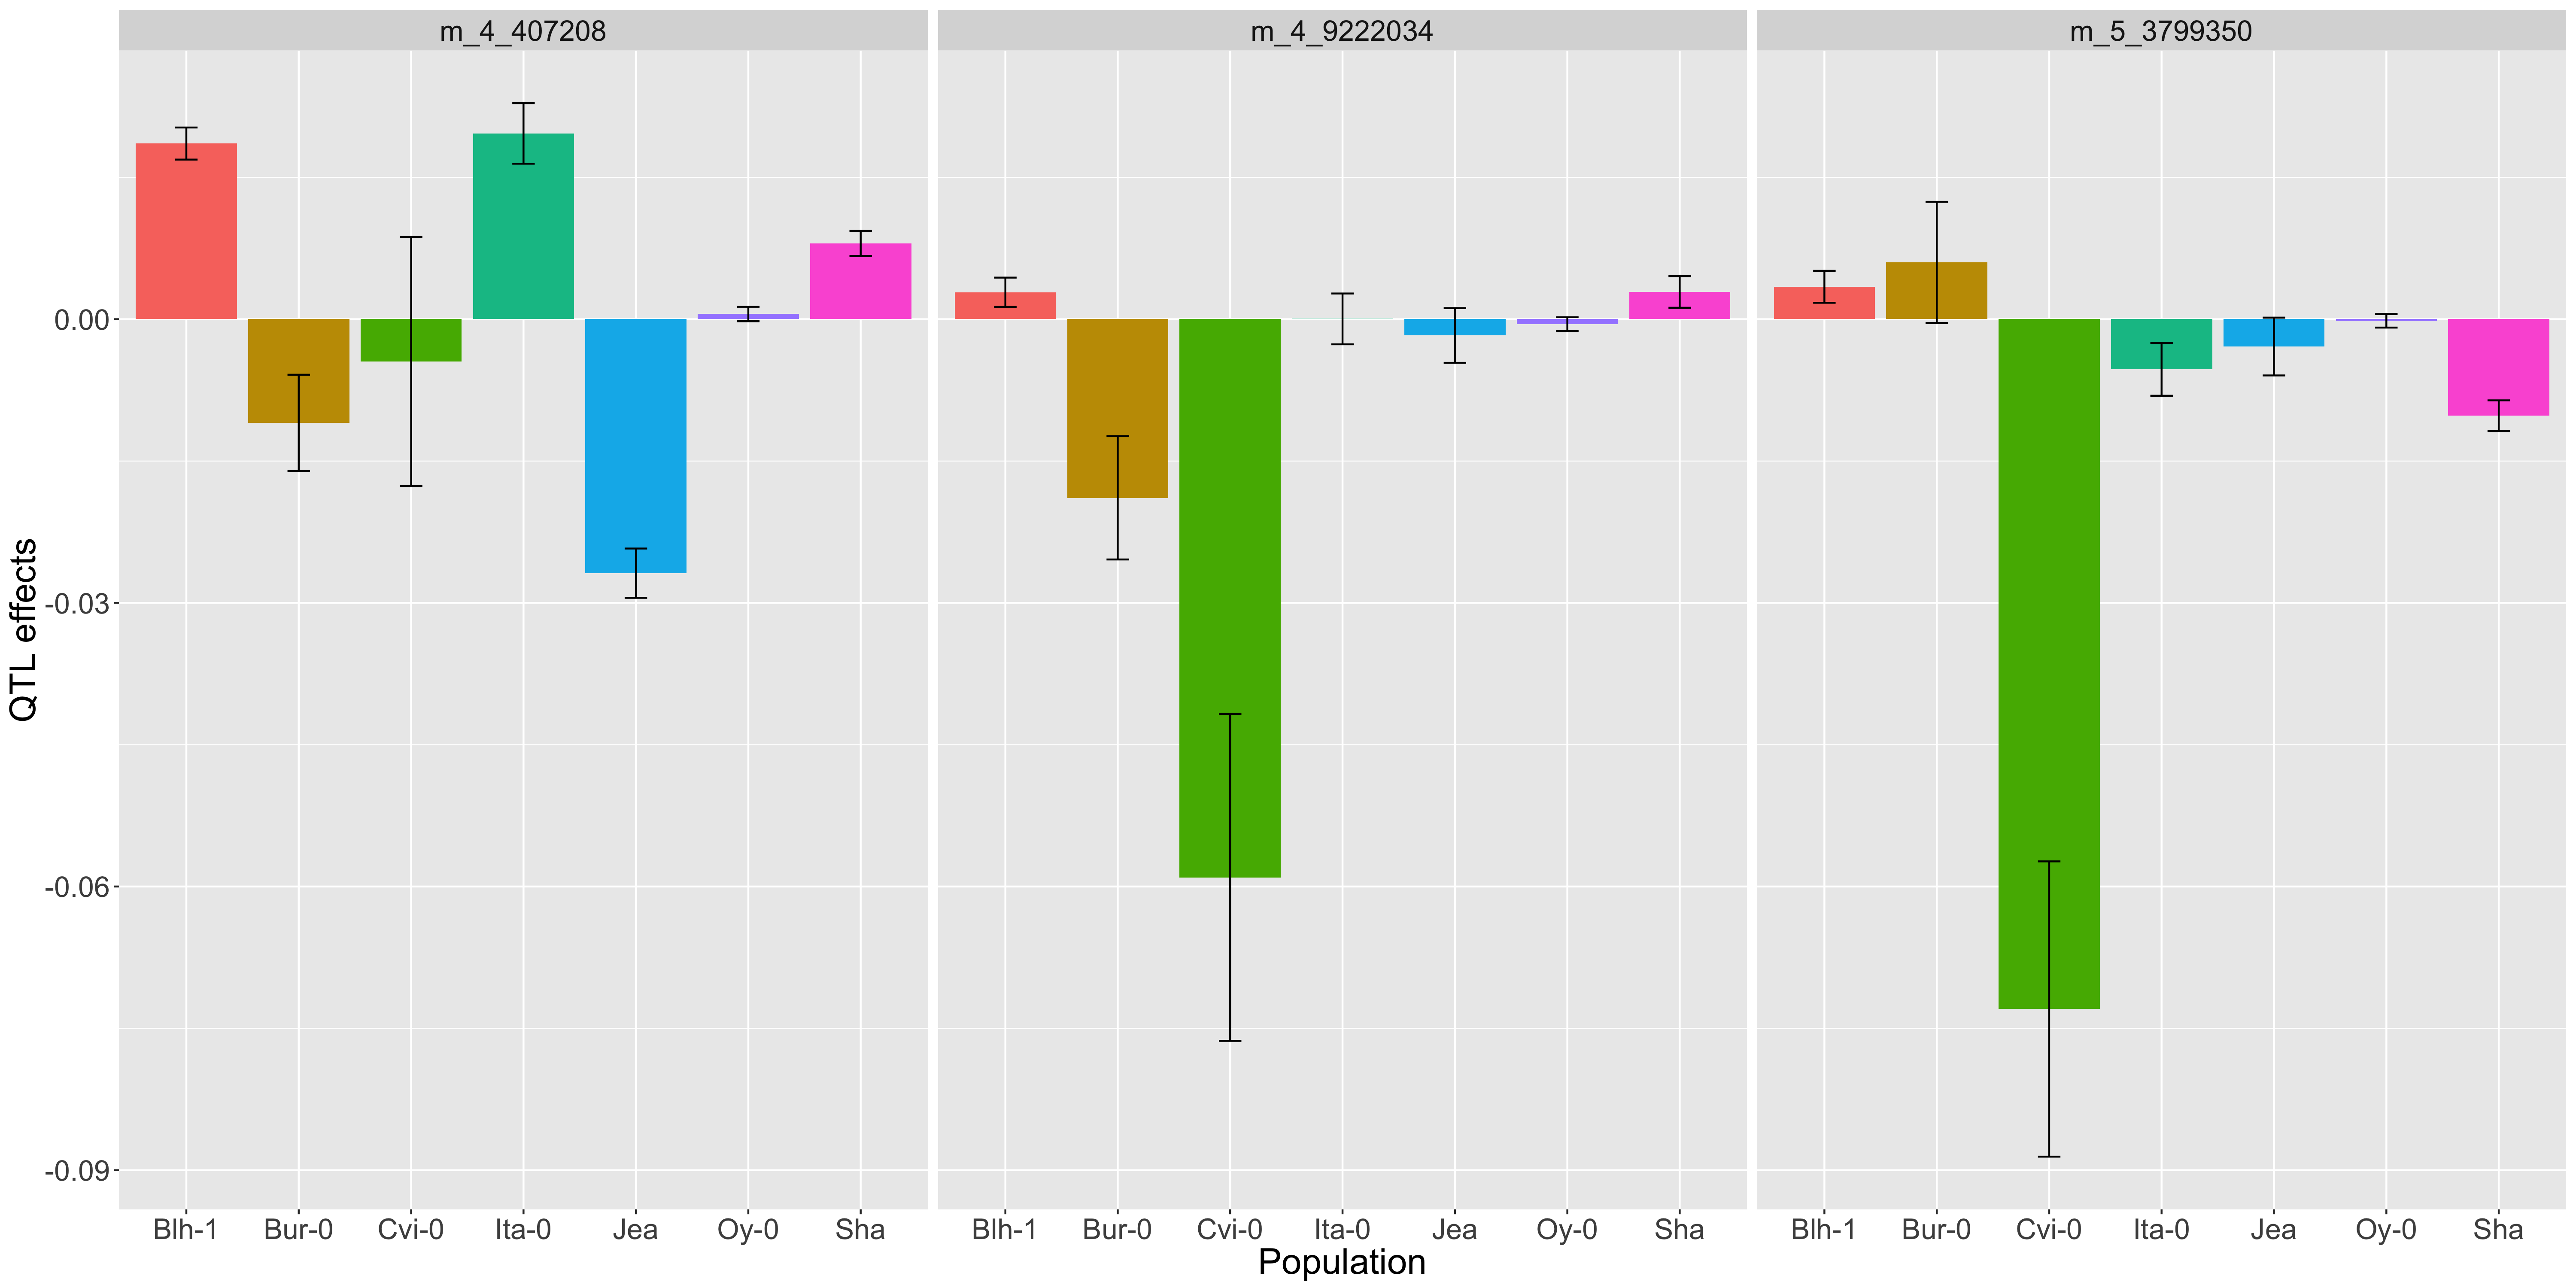 m_4_407208
m_4_9222034
m_5_3799350
QTL effects
0.00
-0.03
-0.06
-0.09
Blh-1 Bur-0 Cvi-0 Ita-0 Jea Oy-0 Sha
Blh-1 Bur-0 Cvi-0 Ita-0 Jea Oy-0 Sha
Blh-1 Bur-0 Cvi-0 Ita-0 Jea Oy-0 Sha
Population